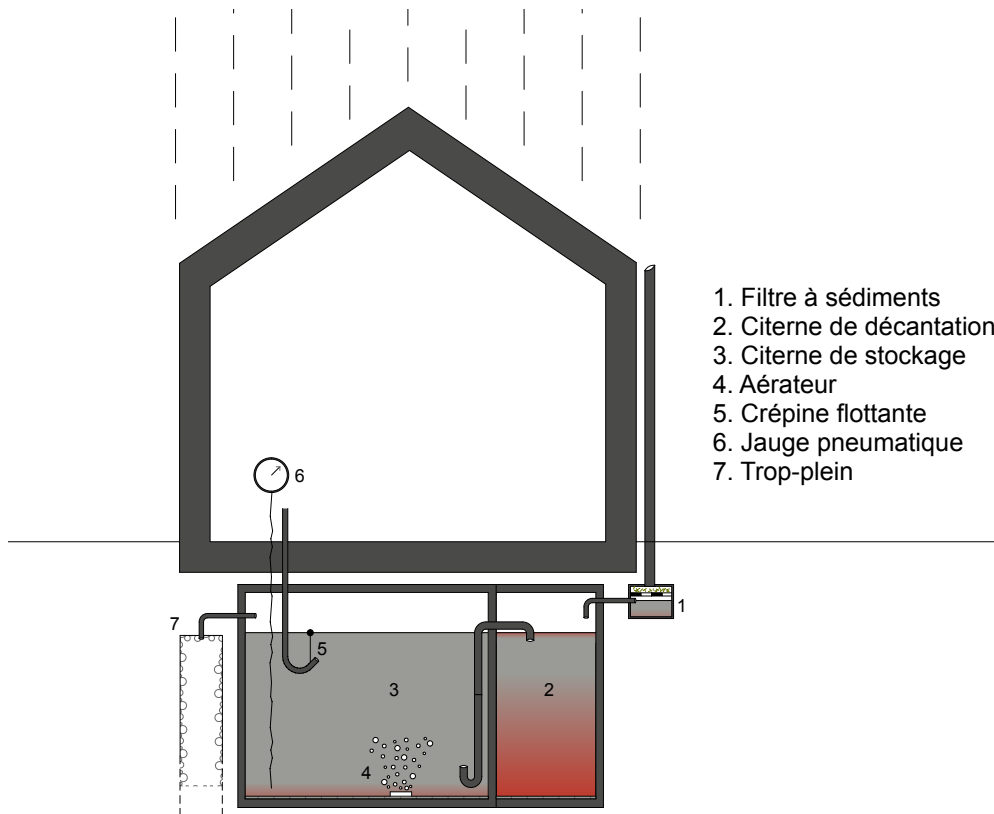 1. Filtre à sédiments
2. Citerne de décantation
3. Citerne de stockage
4. Aérateur
5. Crépine flottante
6. Jauge pneumatique
7. Trop-plein
6
1
7
5
3
2
4